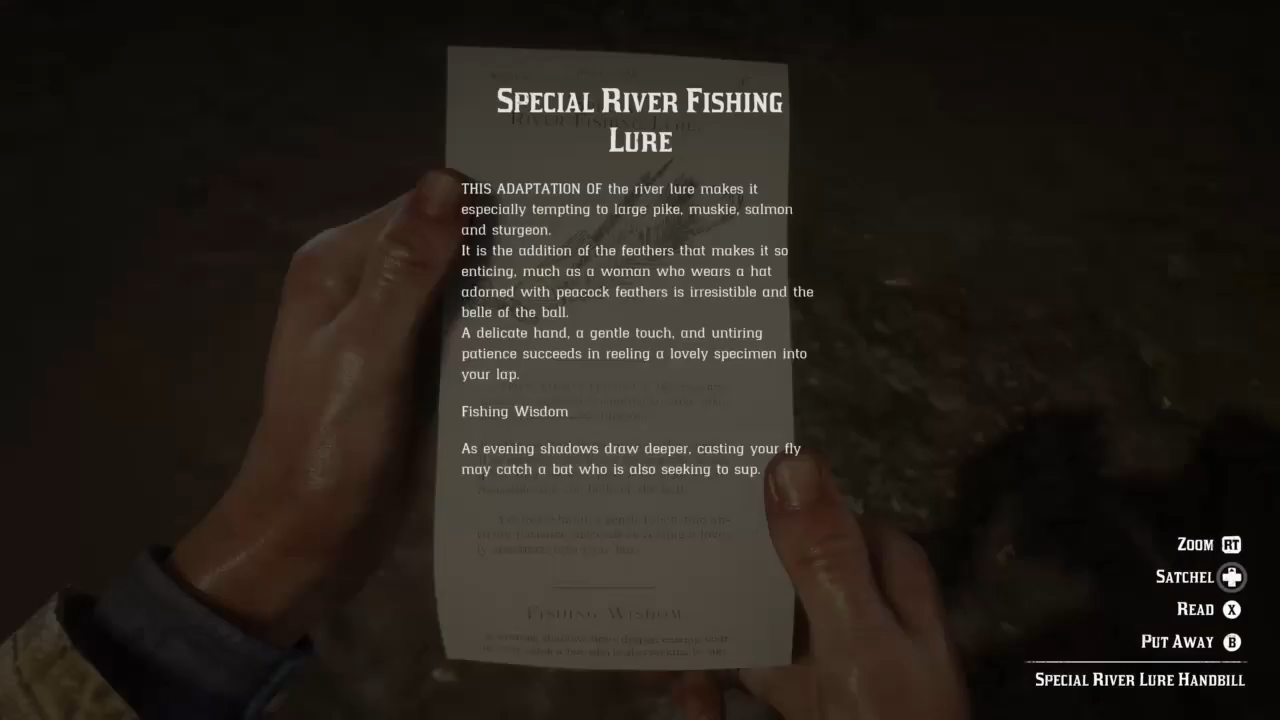 SPECIAL RIVER FISHING
LURE
THIS ADAPTATION OF the river lure makes it
especially tempting to large pike, muskie, salmon
and sturgeon.
It is the addition of the feathers that makes it so
enticing, much as a woman who wears a hat
adorned with peacock feathers is irresistible and the
belle of the ball.
A delicate hand, a gentle touch, and untiring
patience succeeds in reeling a lovely specimen into
your lap.
Fishing Wisdom
As evening shadows draw deeper, casting your fly
may catch a bat who is also seeking to sup.
FISHING WISDOM
ZOOM RT
SATCHEL
READ X
PUT AWAY B
SPECIAL RIVER LURE HANDBILL